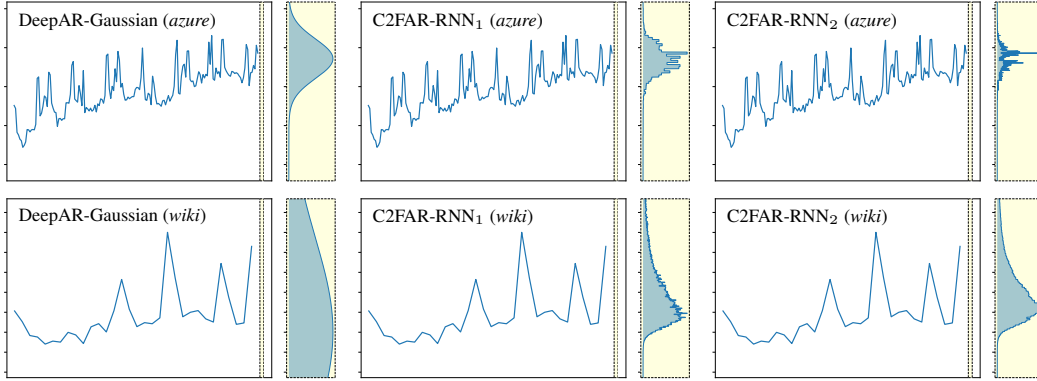 DeepAR-Gaussian (azure)
C2FAR-RNN₁ (azure)
C2FAR-RNN₂ (azure)
DeepAR-Gaussian (wiki)
C2FAR-RNN₁ (wiki)
C2FAR-RNN₂ (wiki)